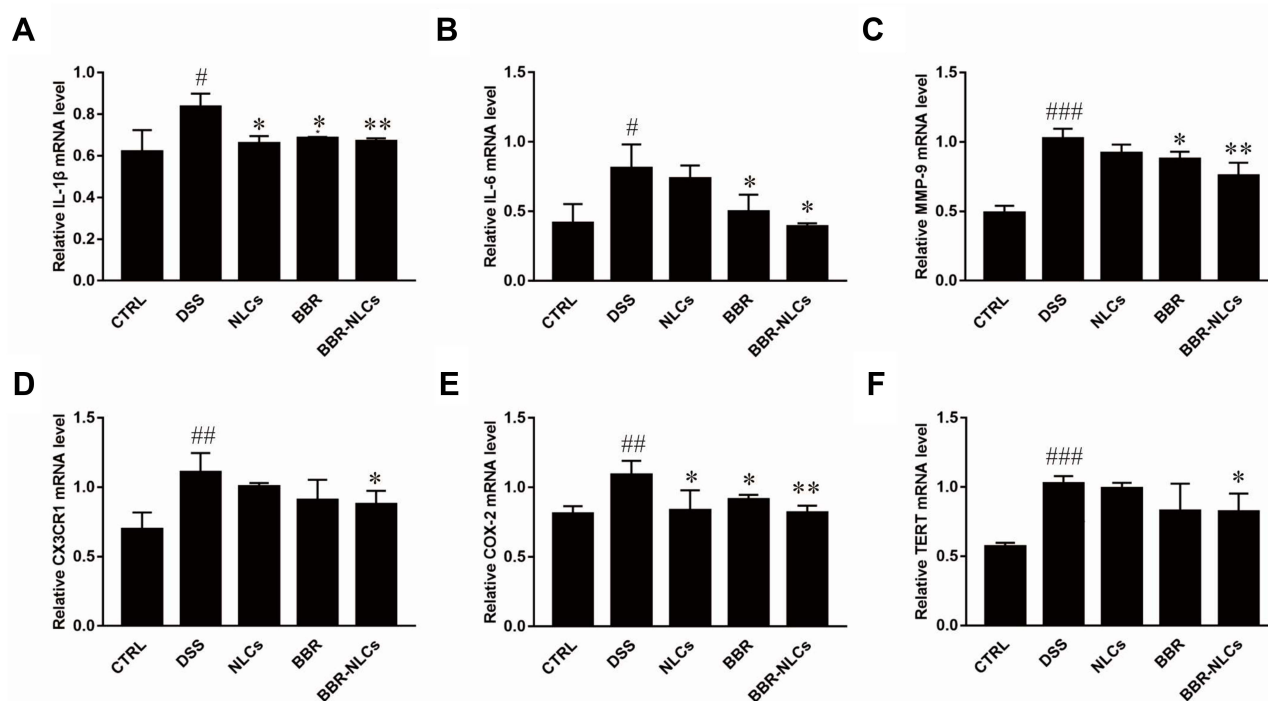 A
Relative IL-1β mRNA level
1.0
0.8
0.6
0.4
0.2
0.0
#
*
*
**
CTRL
DSS
NLCs
BBR
BBR-NLCs
B
Relative IL-6 mRNA level
1.5
1.0
0.5
0.0
#
*
*
CTRL
DSS
NLCs
BBR
BBR-NLCs
C
Relative MMP-9 mRNA level
1.5
1.0
0.5
0.0
###
*
**
CTRL
DSS
NLCs
BBR
BBR-NLCs
D
Relative CX3CR1 mRNA level
1.5
1.0
0.5
0.0
##
*
CTRL
DSS
NLCs
BBR
BBR-NLCs
E
Relative COX-2 mRNA level
1.5
1.0
0.5
0.0
##
*
*
**
CTRL
DSS
NLCs
BBR
BBR-NLCs
F
Relative TERT mRNA level
1.5
1.0
0.5
0.0
###
*
CTRL
DSS
NLCs
BBR
BBR-NLCs